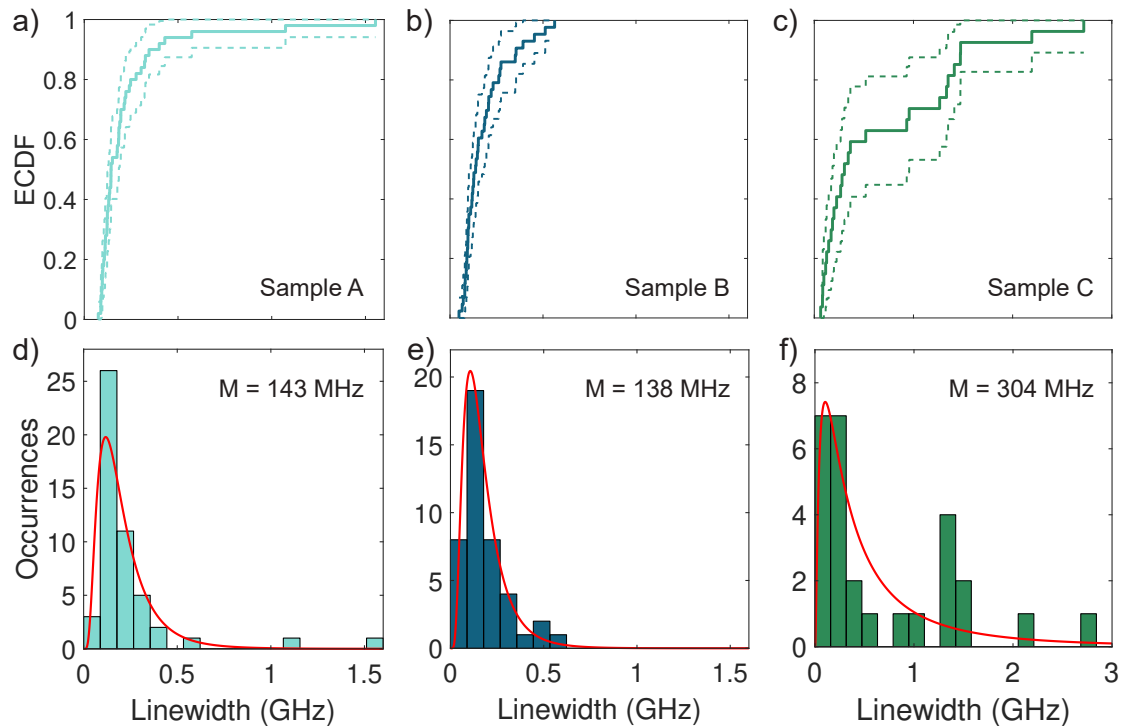 a) b) c)
1
0.8
0.6
0.4
0.2
0
ECDF
Sample A Sample B Sample C
d) e) f)
M = 143 MHz M = 138 MHz M = 304 MHz
25
20
15
10
5
0
Occurrences
20
15
10
5
0
8
6
4
2
0
0 0.5 1 1.5 0 0.5 1 1.5 0 1 2 3
Linewidth (GHz) Linewidth (GHz) Linewidth (GHz)